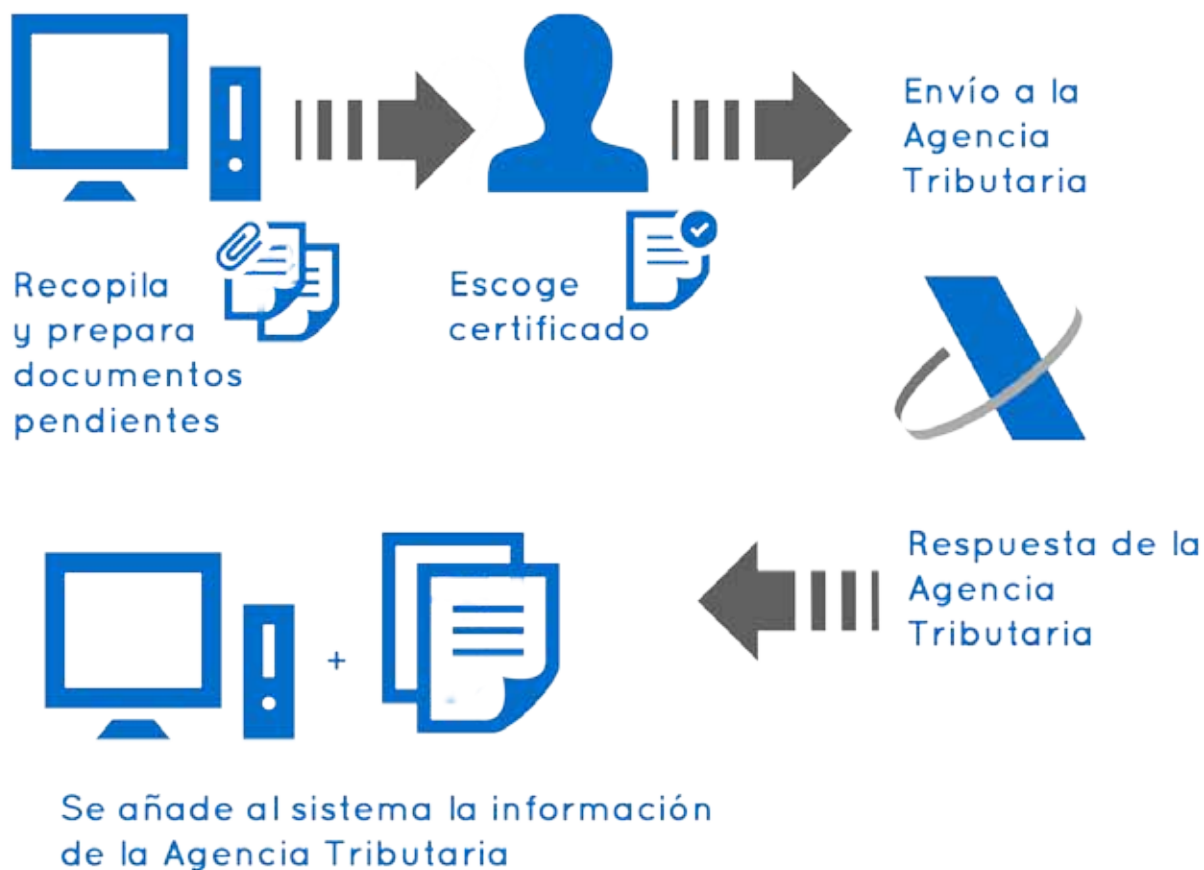 Envío a la
Agencia
Tributaria
Recopila
y prepara
documentos
pendientes
Escoge
certificado
Respuesta de la
Agencia
Tributaria
+
Se añade al sistema la información
de la Agencia Tributaria